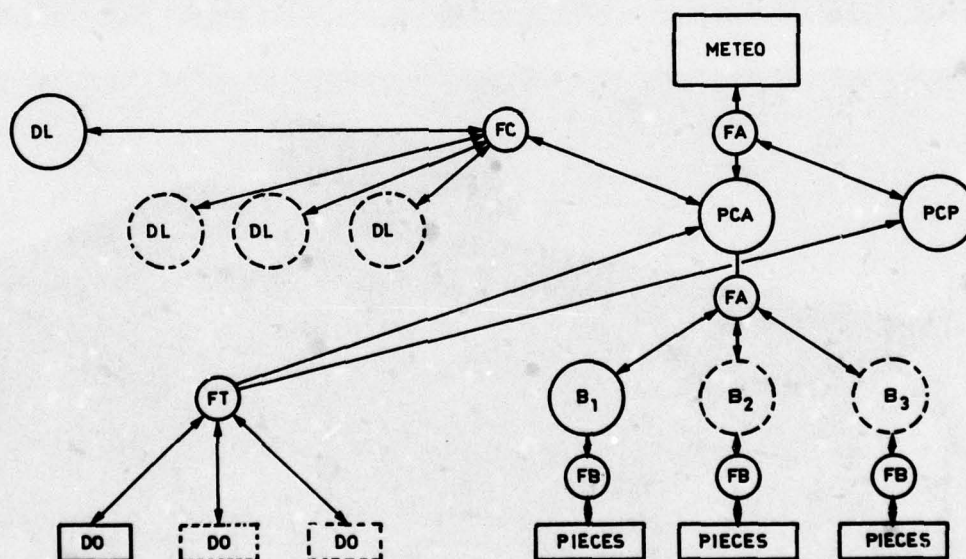 METEO
DL
FC
FA
DL
DL
DL
PCA
PCP
FA
FT
B1
B2
B3
FB
FB
FB
DO
DO
DO
PIECES
PIECES
PIECES